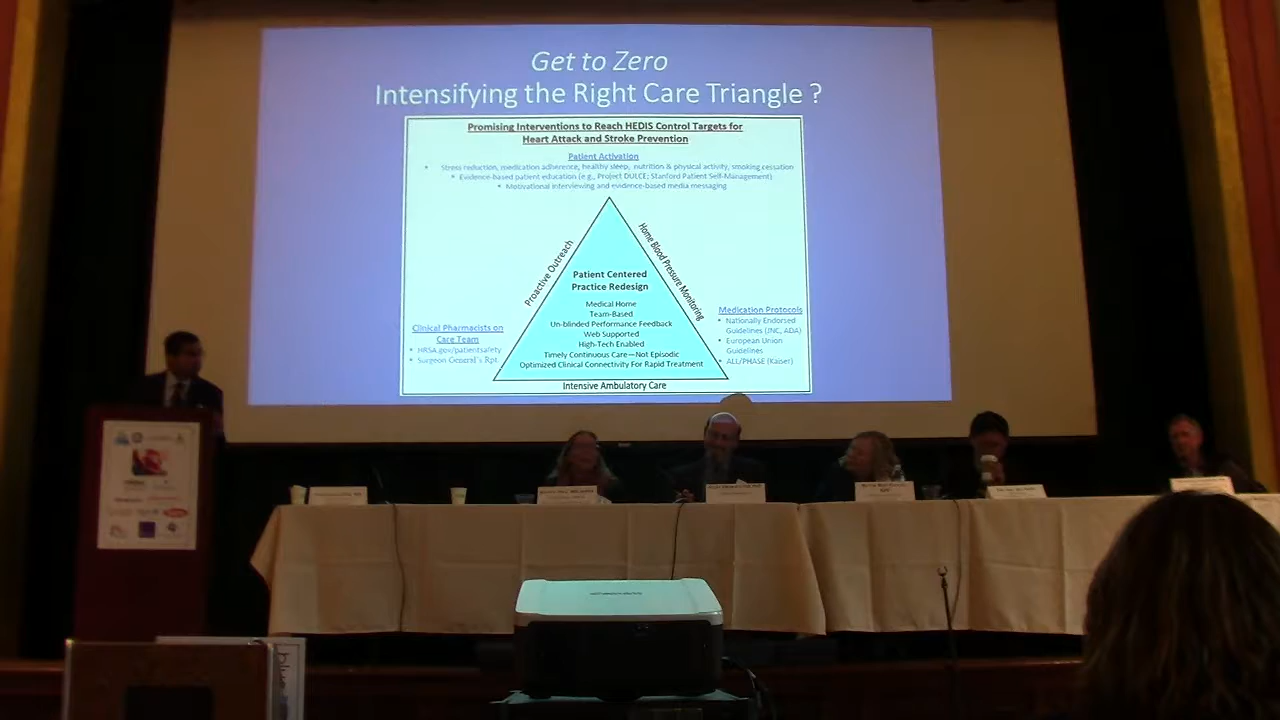 Get to Zero
Intensifying the Right Care Triangle ?
Promising Interventions to Reach HEDIS Control Targets for
Heart Attack and Stroke Prevention
Patient Activation
• Stress reduction, medication adherence, healthy sleep, nutrition & physical activity, smoking cessation
• Evidence-based patient education (e.g., Project DULCE; Stanford Patient Self-Management)
• Motivational interviewing and evidence-based media messaging
Proactive Outreach
Home Blood Pressure Monitoring
Patient Centered
Practice Redesign
Medical Home
Team-Based
Un-blinded Performance Feedback
Web Supported
High-Tech Enabled
Timely Continuous Care—Not Episodic
Optimized Clinical Connectivity For Rapid Treatment
Clinical Pharmacists on
Care Team
• HRSA.gov/patientsafety
• Surgeon General's Rpt.
Medication Protocols
• Nationally Endorsed
Guidelines (JNC, ADA)
• European Union
Guidelines
• ALL/PHASE (Kaiser)
Intensive Ambulatory Care
blue